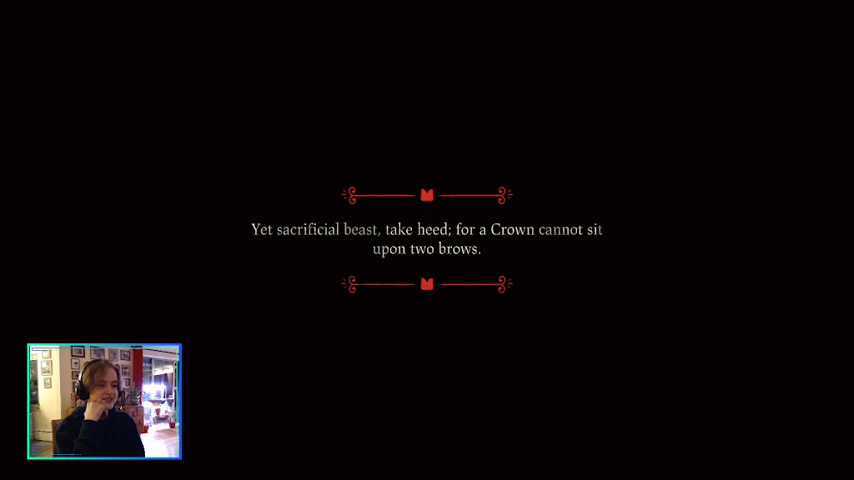 Yet sacrificial beast, take heed; for a Crown cannot sit
upon two brows.